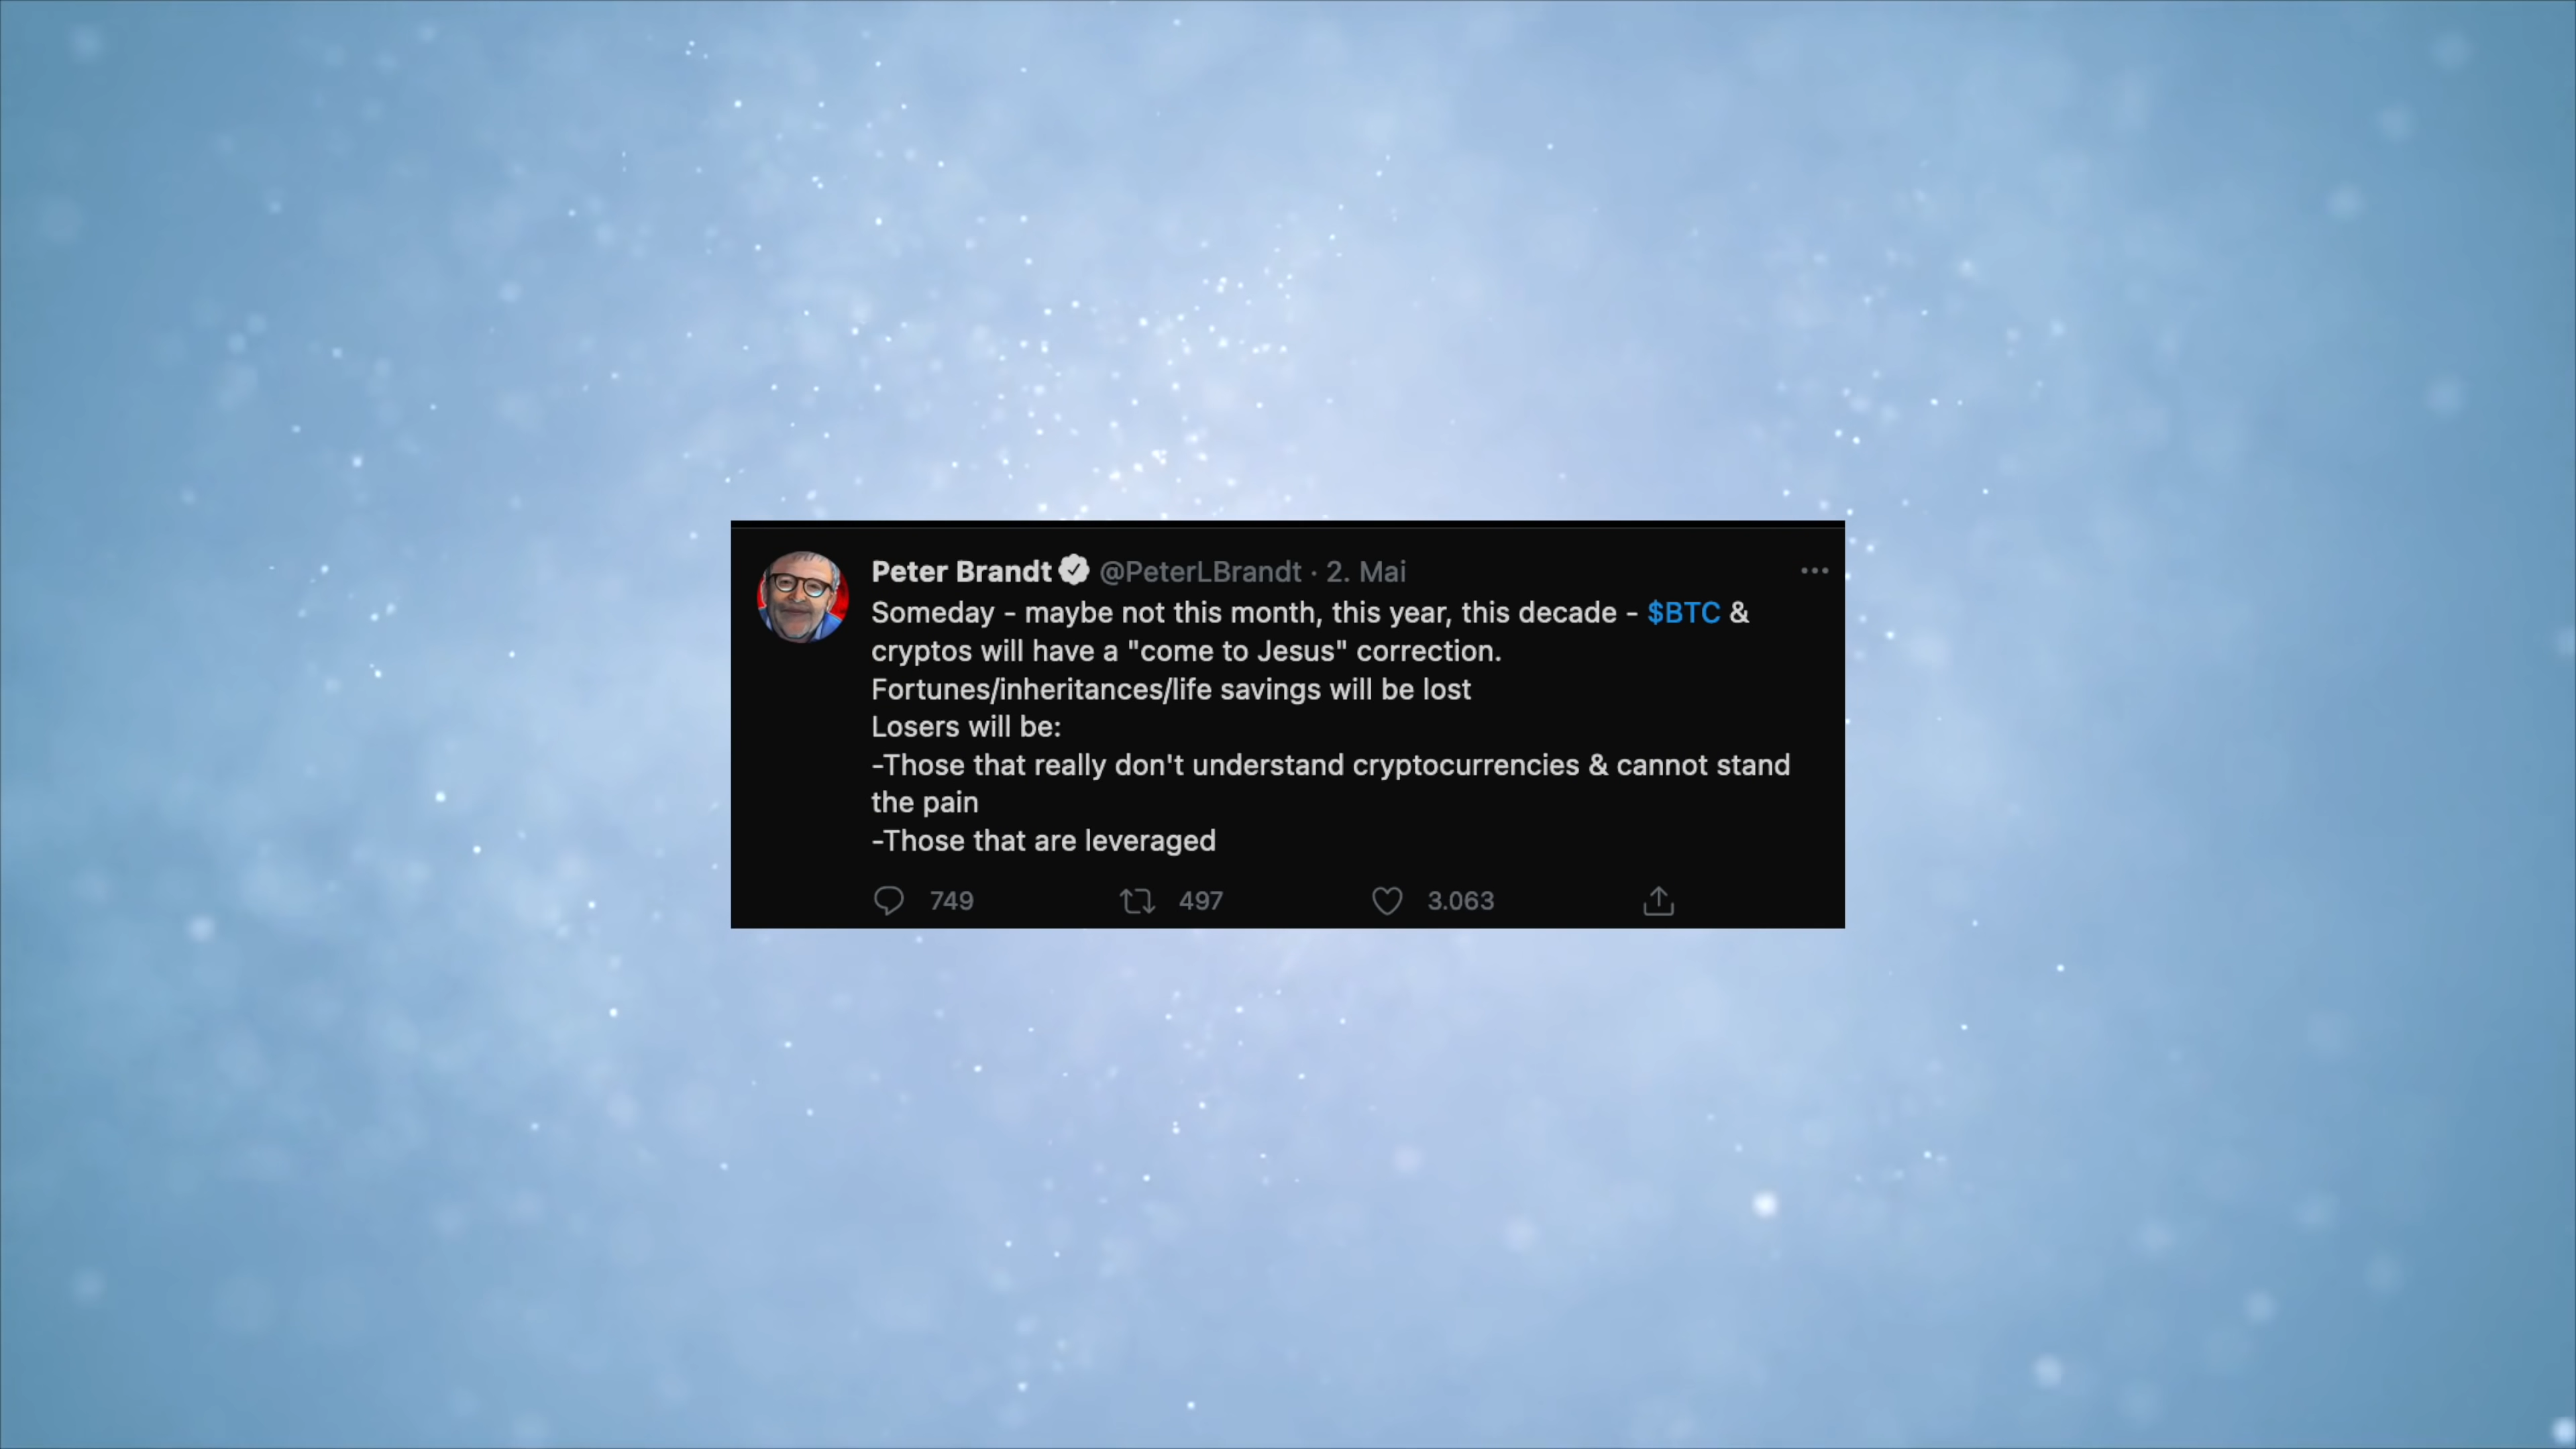 Peter Brandt @PeterLBrandt · 2. Mai
Someday - maybe not this month, this year, this decade - $BTC &
cryptos will have a "come to Jesus" correction.
Fortunes/inheritances/life savings will be lost
Losers will be:
-Those that really don't understand cryptocurrencies & cannot stand
the pain
-Those that are leveraged
749 497 3.063